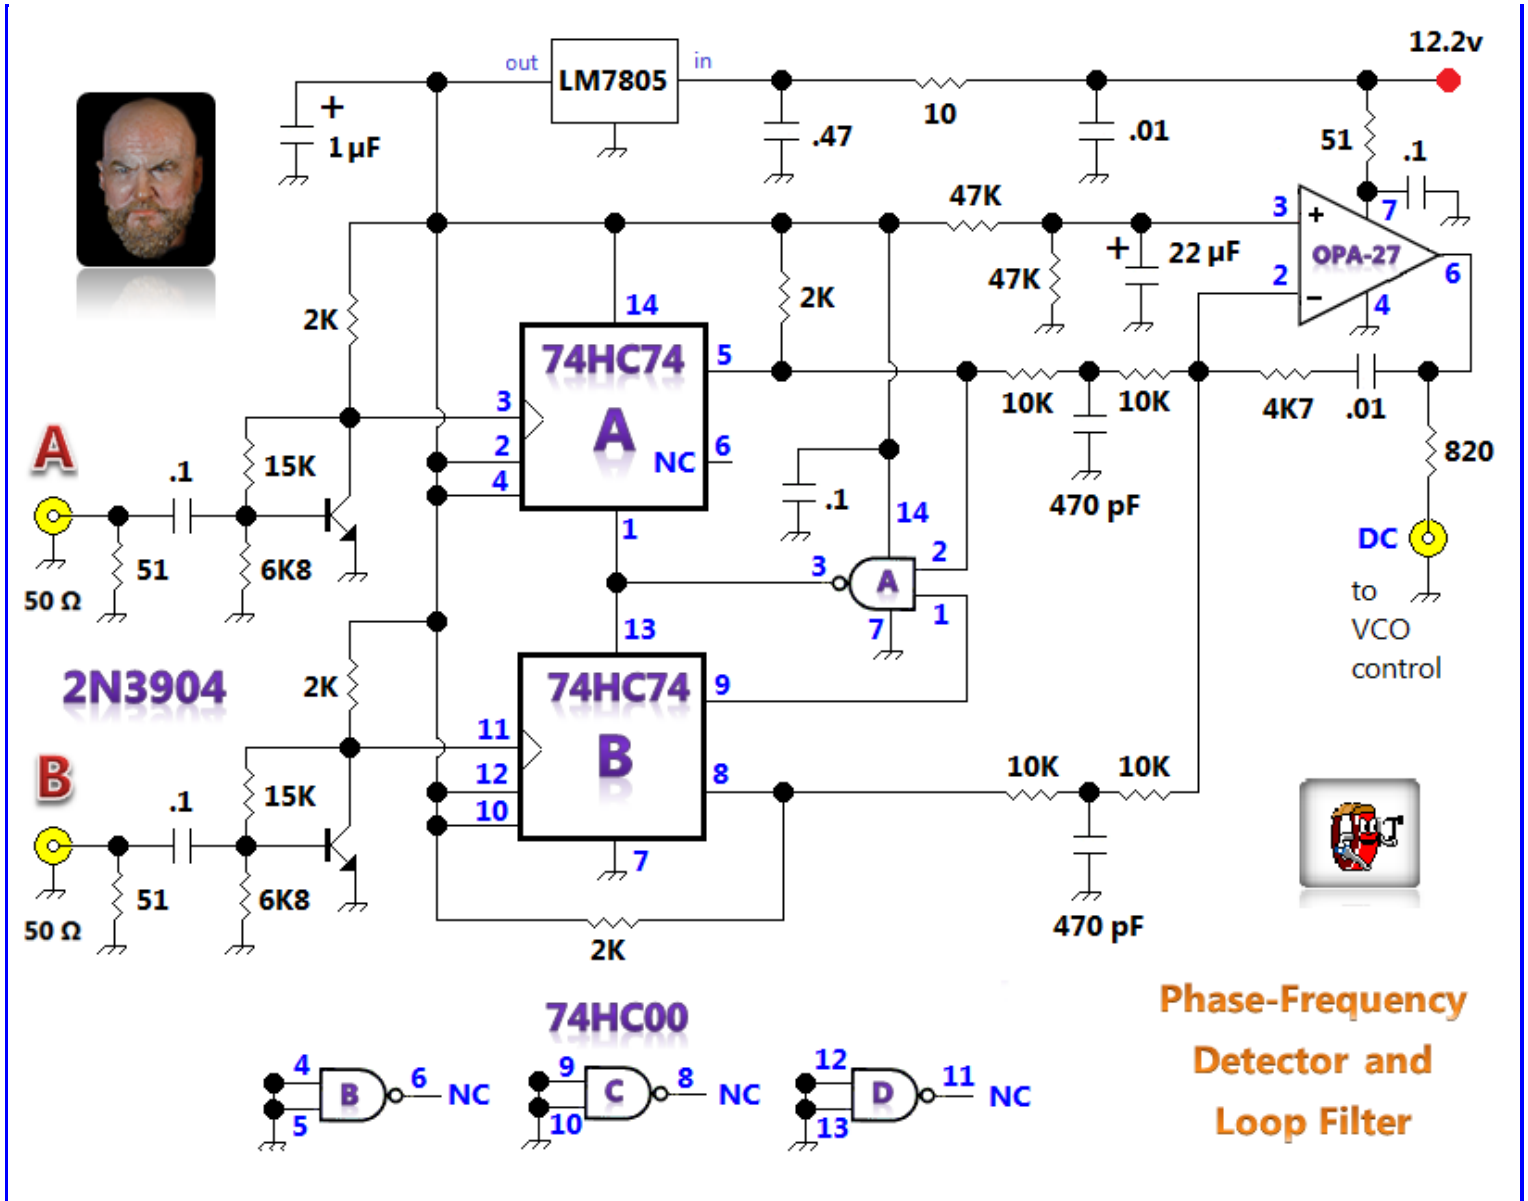 12.2v
out
LM7805
in
+
1 µF
.47
10
.01
51
.1
47K
3
+
7
OPA-27
6
2
−
4
+
22 µF
47K
2K
2K
14
74HC74
5
3
A
2
NC
6
4
1
10K
10K
4K7
.01
470 pF
820
A
.1
15K
51
6K8
50 Ω
.1
14
3
A
2
1
7
DC
to
VCO
control
2N3904
2K
13
74HC74
9
11
B
12
8
10
7
10K
10K
470 pF
B
.1
15K
51
6K8
50 Ω
2K
74HC00
4
B
6
NC
5
9
C
8
NC
10
12
D
11
NC
13
Phase-Frequency
Detector and
Loop Filter